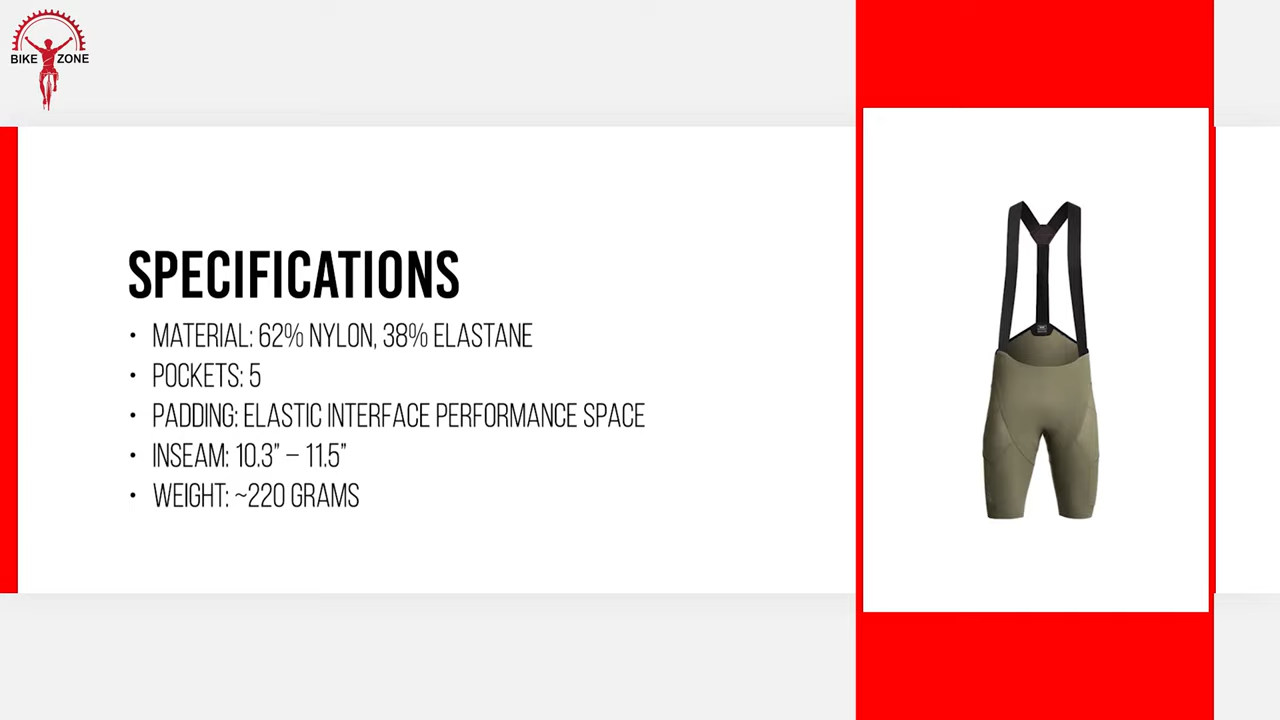 BIKE ZONE
SPECIFICATIONS
• MATERIAL: 62% NYLON, 38% ELASTANE
• POCKETS: 5
• PADDING: ELASTIC INTERFACE PERFORMANCE SPACE
• INSEAM: 10.3” – 11.5”
• WEIGHT: ~220 GRAMS